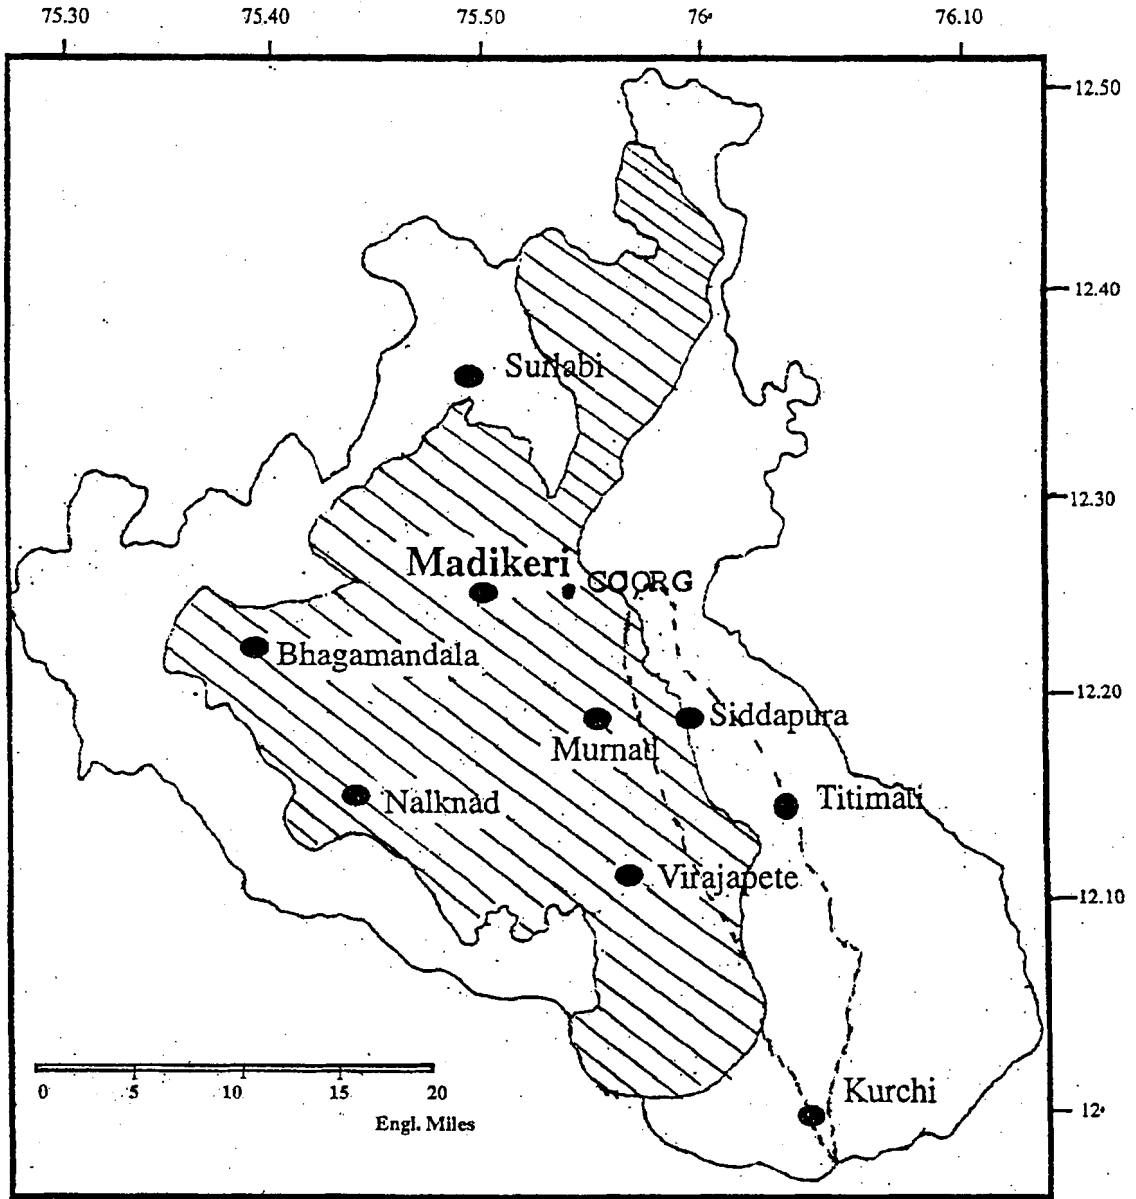 75.30 75.40 75.50 76° 76.10
12.50
12.40
Surlabi
12.30
Madikeri
COORG
Bhagamandala
12.20
Siddapura
Murnad
Titimati
Nalknad
Virajapete
12.10
Kurchi
12°
0 5 10 15 20
Engl. Miles